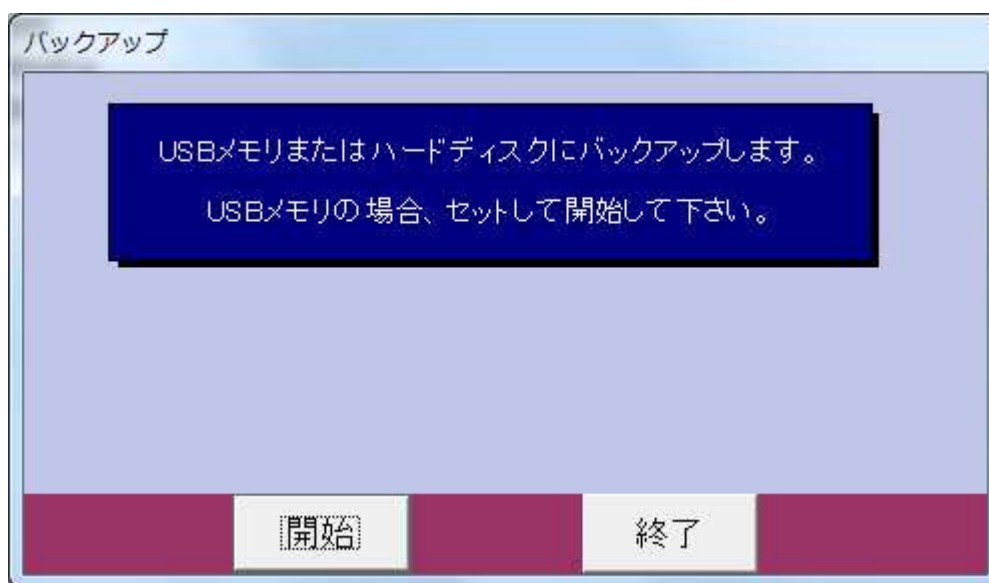 バックアップ
USBメモリまたはハードディスクにバックアップします。
USBメモリの場合、セットして開始して下さい。
開始
終了